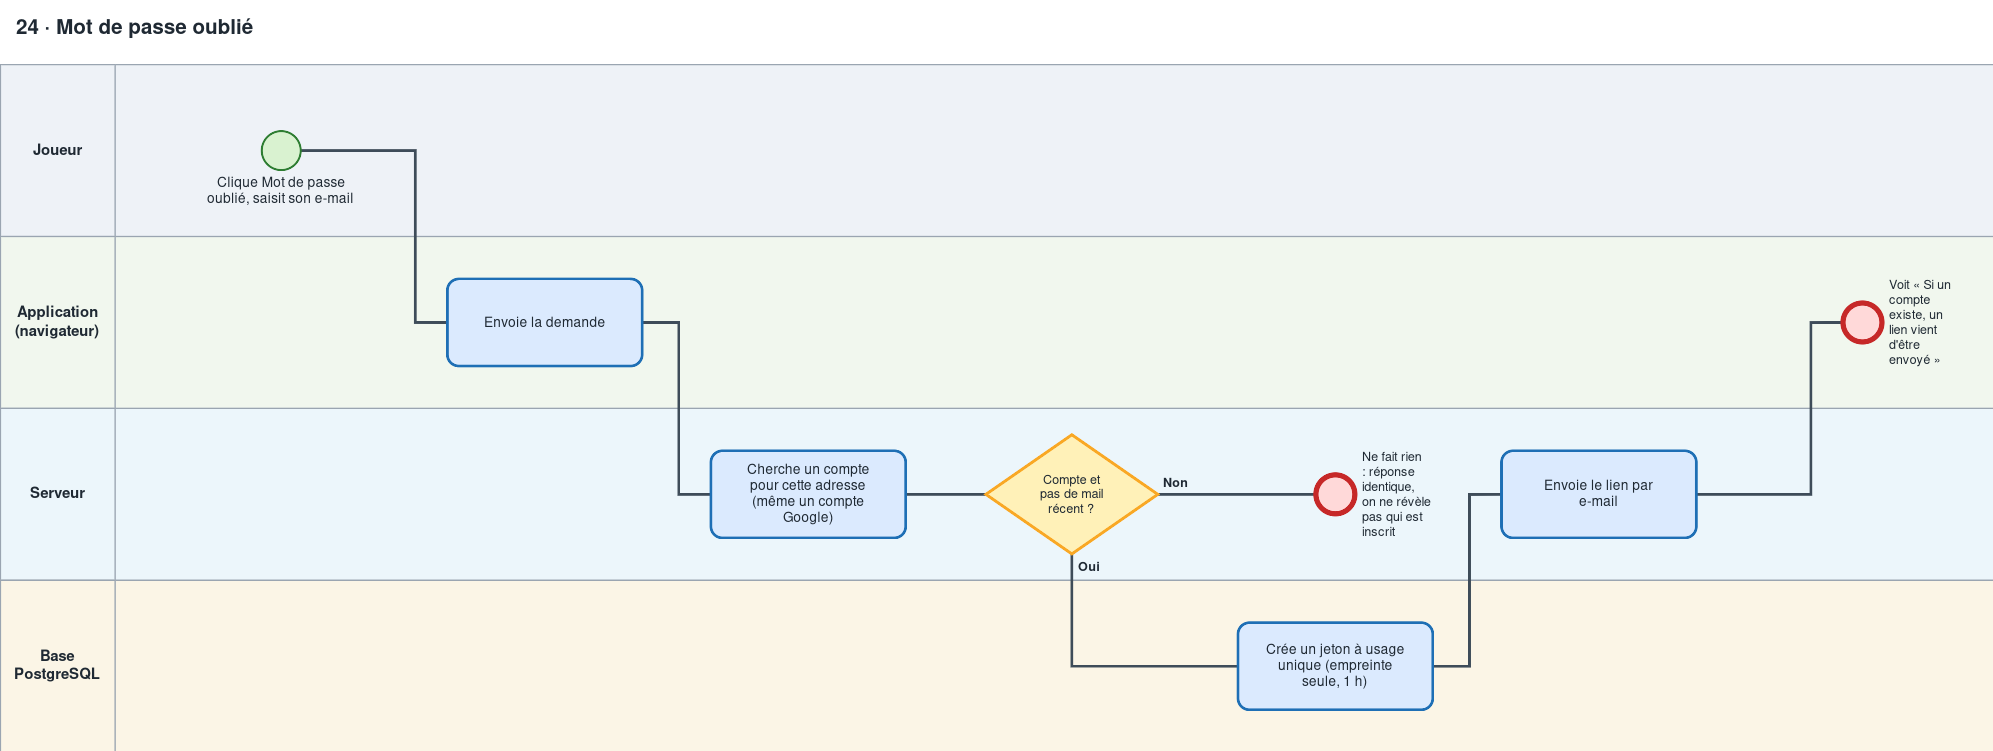 24 · Mot de passe oublié
Joueur
Clique Mot de passe
oublié, saisit son e-mail
Application
(navigateur)
Envoie la demande
Voit « Si un
compte
existe, un
lien vient
d'être
envoyé »
Serveur
Cherche un compte
pour cette adresse
(même un compte
Google)
Compte et
pas de mail
récent ?
Non
Oui
Ne fait rien
: réponse
identique,
on ne révèle
pas qui est
inscrit
Envoie le lien par
e-mail
Base
PostgreSQL
Crée un jeton à usage
unique (empreinte
seule, 1 h)